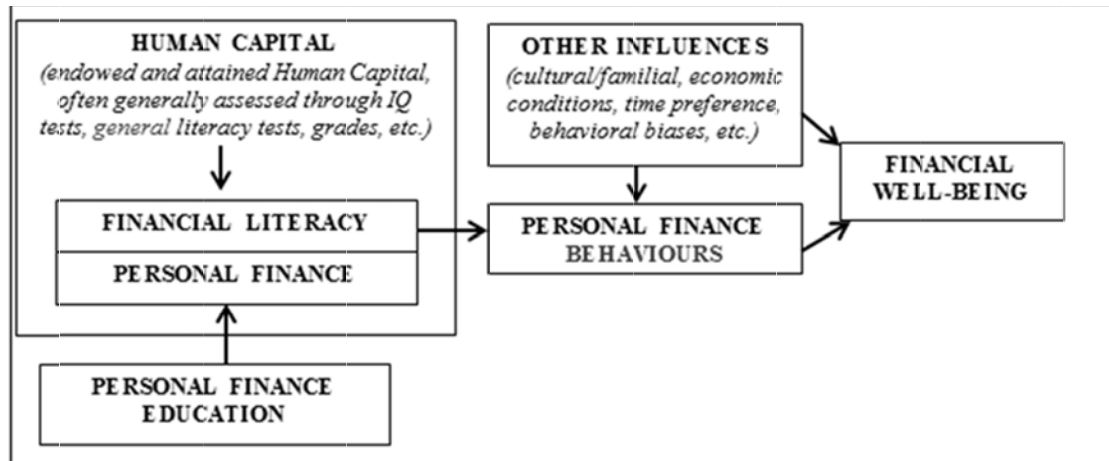 HUMAN CAPITAL
(endowed and attained Human Capital,
often generally assessed through IQ
tests, general literacy tests, grades, etc.)
FINANCIAL LITERACY
PERSONAL FINANCE
PERSONAL FINANCE
EDUCATION
OTHER INFLUENCES
(cultural/familial, economic
conditions, time preference,
behavioral biases, etc.)
PERSONAL FINANCE
BEHAVIOURS
FINANCIAL
WELL-BEING